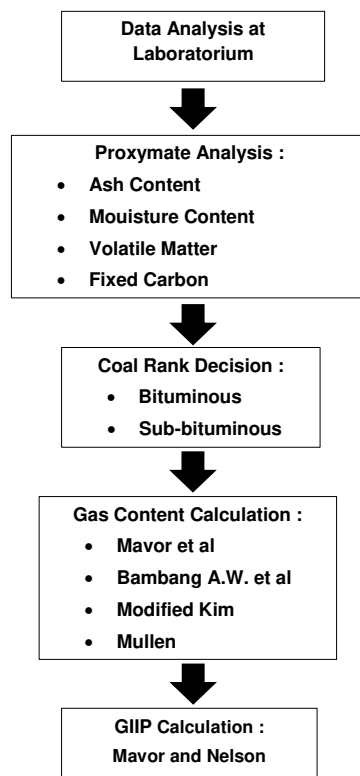 Data Analysis at
Laboratorium
Proxymate Analysis :
• Ash Content
• Mouisture Content
• Volatile Matter
• Fixed Carbon
Coal Rank Decision :
• Bituminous
• Sub-bituminous
Gas Content Calculation :
• Mavor et al
• Bambang A.W. et al
• Modified Kim
• Mullen
GIIP Calculation :
Mavor and Nelson